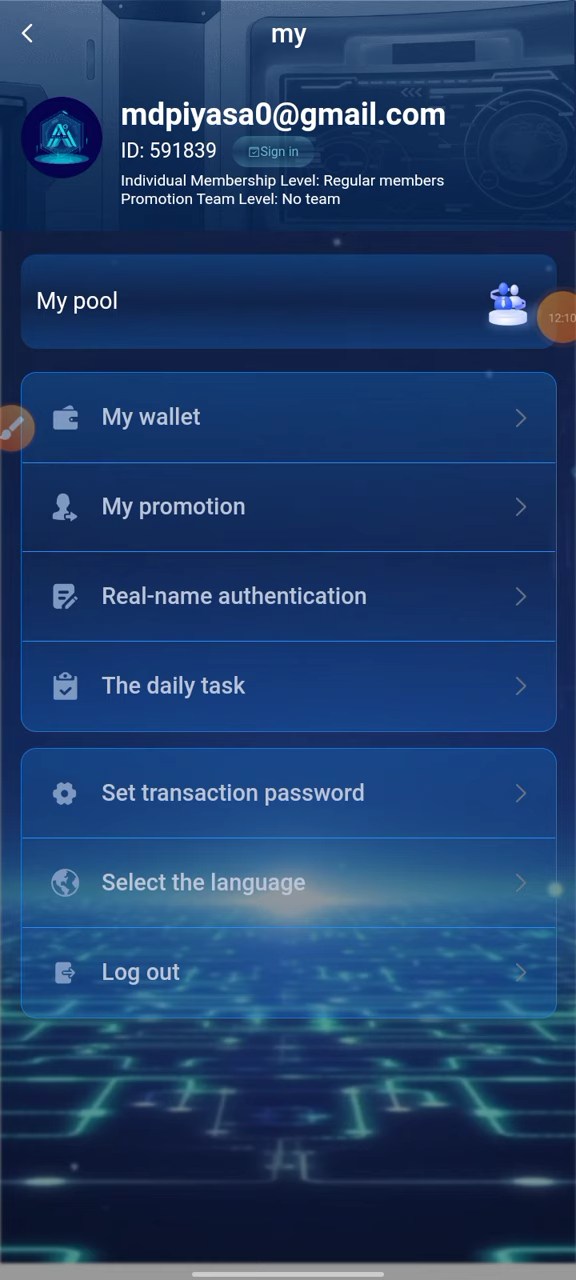 my
mdpiyasa0@gmail.com
ID: 591839
Sign in
Individual Membership Level: Regular members
Promotion Team Level: No team
My pool
12:10
My wallet
My promotion
Real-name authentication
The daily task
Set transaction password
Select the language
Log out